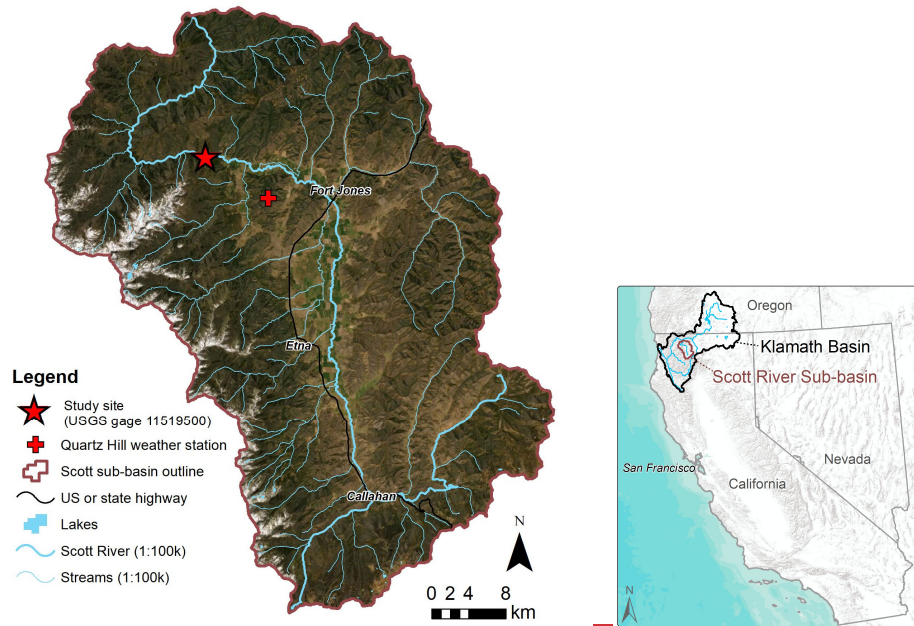 Fort Jones
Etna
Callahan
Legend
Study site
(USGS gage 11519500)
Quartz Hill weather station
Scott sub-basin outline
US or state highway
Lakes
Scott River (1:100k)
Streams (1:100k)
N
0 2 4 8
km
Oregon
Klamath Basin
Scott River Sub-basin
San Francisco
Nevada
California
N